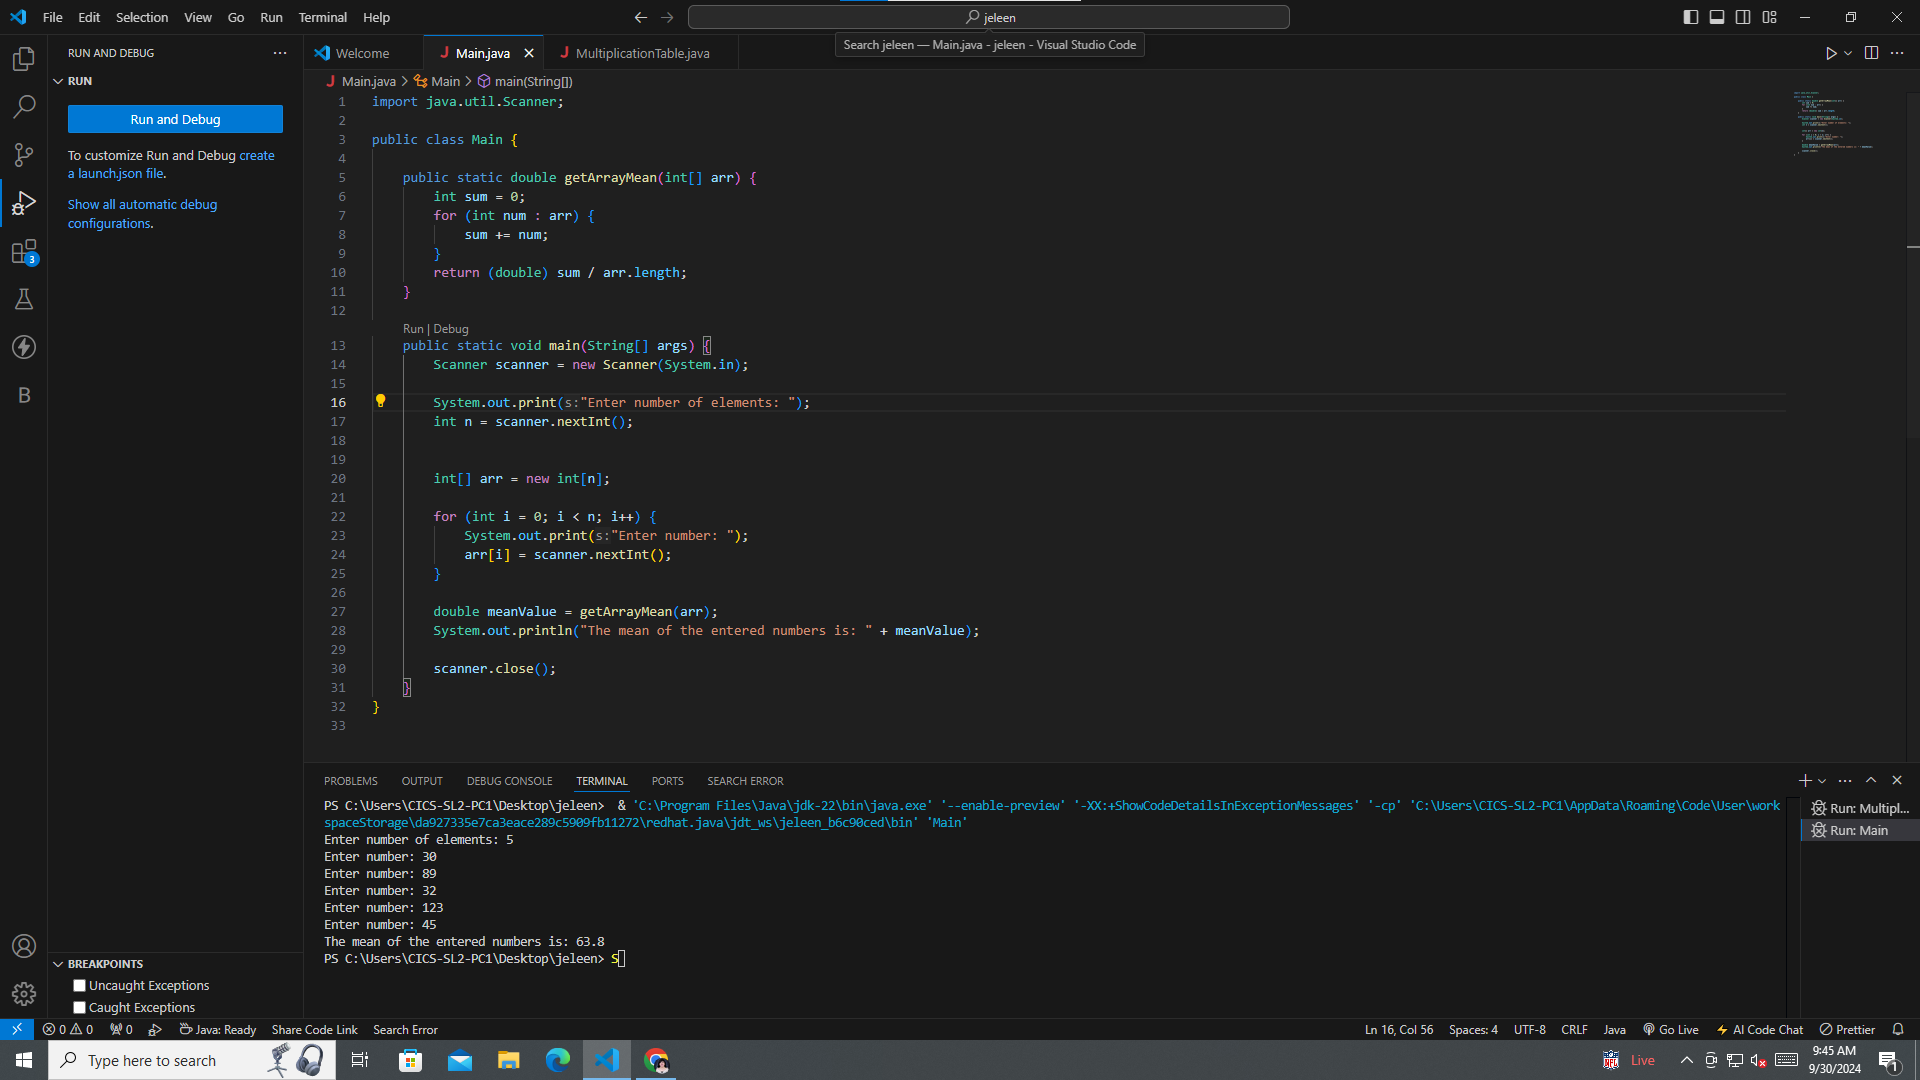 File Edit Selection View Go Run Terminal Help
jeleen
Search jeleen — Main.java - jeleen - Visual Studio Code
RUN AND DEBUG
RUN
Run and Debug
To customize Run and Debug create
a launch.json file.
Show all automatic debug
configurations.
3
B
Welcome
J Main.java
J MultiplicationTable.java
J Main.java > Main > main(String[])
1 import java.util.Scanner;
2
3 public class Main {
4
5 public static double getArrayMean(int[] arr) {
6 int sum = 0;
7 for (int num : arr) {
8 sum += num;
9 }
10 return (double) sum / arr.length;
11 }
12
Run | Debug
13 public static void main(String[] args) {
14 Scanner scanner = new Scanner(System.in);
15
16 System.out.print(s:"Enter number of elements: ");
17 int n = scanner.nextInt();
18
19
20 int[] arr = new int[n];
21
22 for (int i = 0; i < n; i++) {
23 System.out.print(s:"Enter number: ");
24 arr[i] = scanner.nextInt();
25 }
26
27 double meanValue = getArrayMean(arr);
28 System.out.println("The mean of the entered numbers is: " + meanValue);
29
30 scanner.close();
31 }
32 }
33
PROBLEMS OUTPUT DEBUG CONSOLE TERMINAL PORTS SEARCH ERROR
PS C:\Users\CICS-SL2-PC1\Desktop\jeleen>  & 'C:\Program Files\Java\jdk-22\bin\java.exe' '--enable-preview' '-XX:+ShowCodeDetailsInExceptionMessages' '-cp' 'C:\Users\CICS-SL2-PC1\AppData\Roaming\Code\User\work
spaceStorage\da927335e7ca3eace289c5909fb11272\redhat.java\jdt_ws\jeleen_b6c90ced\bin' 'Main'
Enter number of elements: 5
Enter number: 30
Enter number: 89
Enter number: 32
Enter number: 123
Enter number: 45
The mean of the entered numbers is: 63.8
PS C:\Users\CICS-SL2-PC1\Desktop\jeleen> S
Run: Multipl...
Run: Main
BREAKPOINTS
Uncaught Exceptions
Caught Exceptions
0 0 0 Java: Ready Share Code Link Search Error
Ln 16, Col 56 Spaces: 4 UTF-8 CRLF Java Go Live AI Code Chat Prettier
Type here to search
Live
9:45 AM
9/30/2024
1